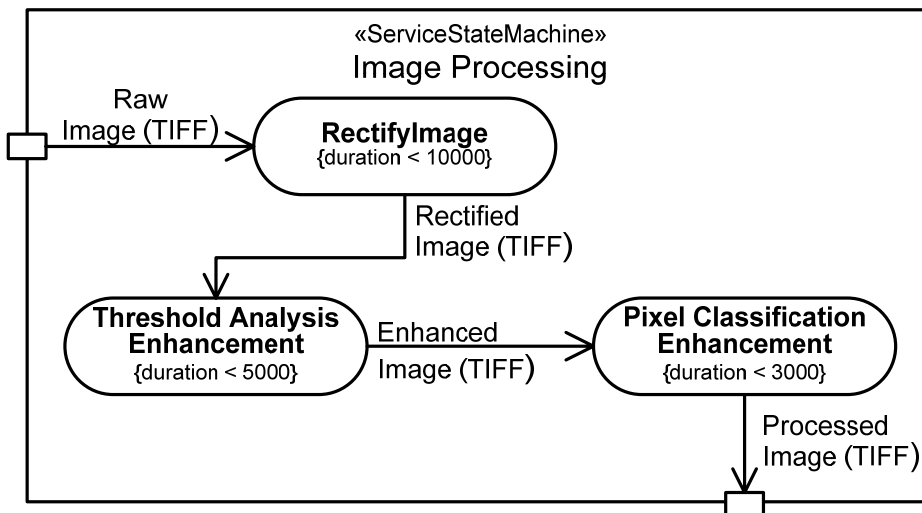 «ServiceStateMachine»
Image Processing
Raw
Image (TIFF)
RectifyImage
{duration < 10000}
Rectified
Image (TIFF)
Threshold Analysis
Enhancement
{duration < 5000}
Enhanced
Image (TIFF)
Pixel Classification
Enhancement
{duration < 3000}
Processed
Image (TIFF)